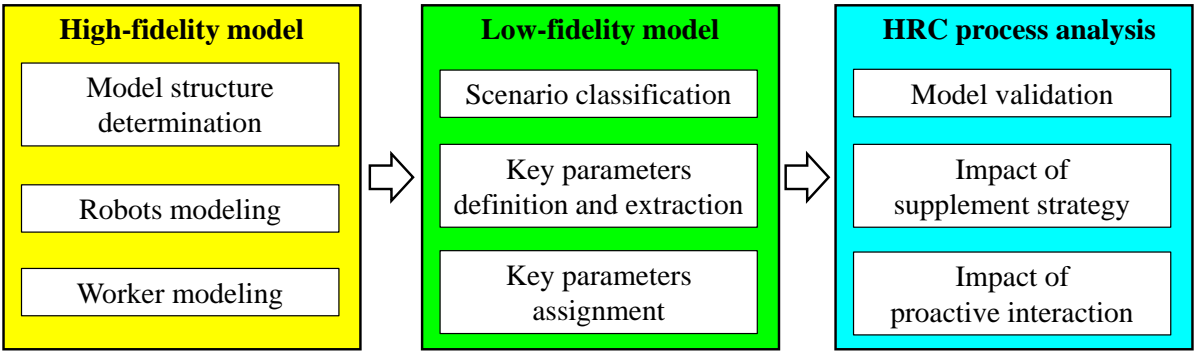 High-fidelity model
Model structure
determination
Robots modeling
Worker modeling
Low-fidelity model
Scenario classification
Key parameters
definition and extraction
Key parameters
assignment
HRC process analysis
Model validation
Impact of
supplement strategy
Impact of
proactive interaction